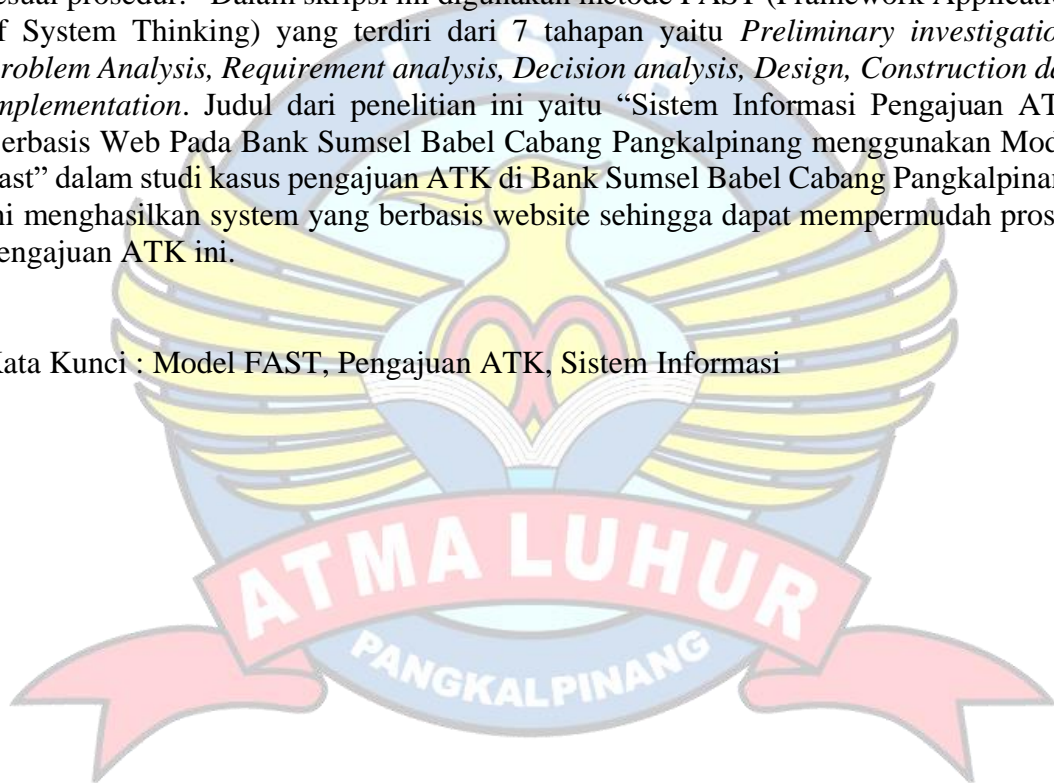 esuai prosedur. Dalam skripsi ini digunakan metode FAST (Framework Applicatio
f System Thinking) yang terdiri dari 7 tahapan yaitu Preliminary investigatio
roblem Analysis, Requirement analysis, Decision analysis, Design, Construction da
mplementation. Judul dari penelitian ini yaitu “Sistem Informasi Pengajuan AT
erbasis Web Pada Bank Sumsel Babel Cabang Pangkalpinang menggunakan Mod
ast” dalam studi kasus pengajuan ATK di Bank Sumsel Babel Cabang Pangkalpinan
ni menghasilkan system yang berbasis website sehingga dapat mempermudah pros
engajuan ATK ini.
ata Kunci : Model FAST, Pengajuan ATK, Sistem Informasi
ATMA LUHUR
PANGKALPINANG